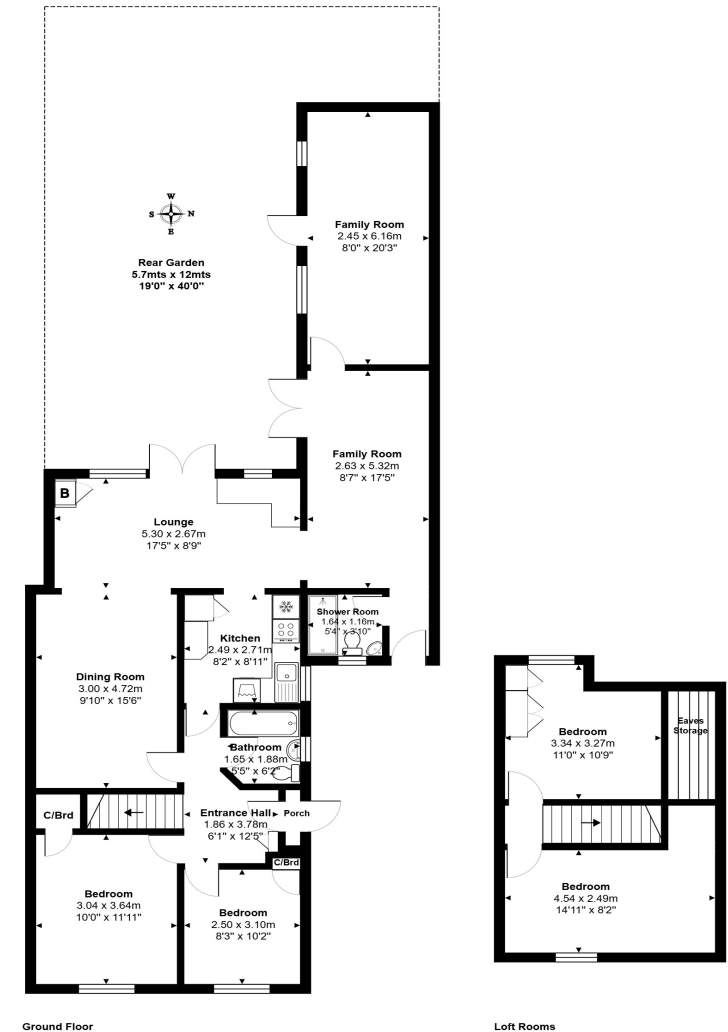 W
S N
E
Rear Garden
5.7mts x 12mts
19'0" x 40'0"
Family Room
2.45 x 6.16m
8'0" x 20'3"
Family Room
2.63 x 5.32m
8'7" x 17'5"
B
Lounge
5.30 x 2.67m
17'5" x 8'9"
Shower Room
1.64 x 1.16m
5'4" x 3'10"
Kitchen
2.49 x 2.71m
8'2" x 8'11"
Dining Room
3.00 x 4.72m
9'10" x 15'6"
Bathroom
1.65 x 1.88m
5'5" x 6'2"
C/Brd
Entrance Hall
1.86 x 3.78m
6'1" x 12'5"
Porch
C/Brd
Bedroom
3.04 x 3.64m
10'0" x 11'11"
Bedroom
2.50 x 3.10m
8'3" x 10'2"
Bedroom
3.34 x 3.27m
11'0" x 10'9"
Eaves
Storage
Bedroom
4.54 x 2.49m
14'11" x 8'2"
Ground Floor
Loft Rooms